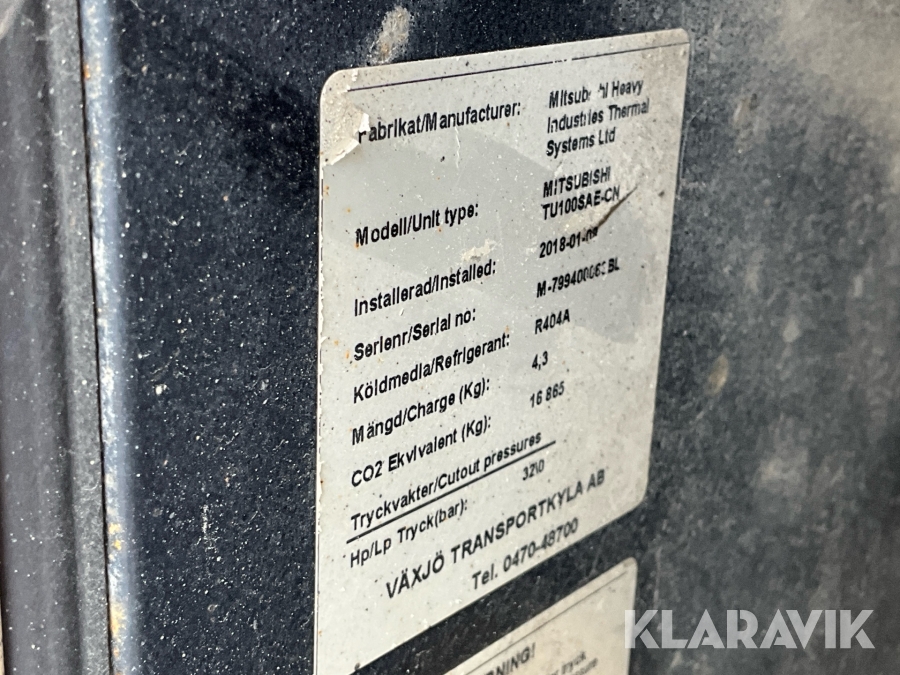 Fabrikat/Manufacturer: Mitsubishi Heavy
Industries Thermal
Systems Ltd
Modell/Unit type: MITSUBISHI
TU100SAE-CN
Installerad/Installed: 2018-01-
Serienr/Serial no:
Köldmedia/Refrigerant: R404A
Mängd/Charge (Kg): 4,3
CO2 Ekvivalent (Kg): 16 865
Tryckvakter/Cutout pressures
Hp/Lp Tryck(bar): 32\0
VÄXJÖ TRANSPORTKYLA AB
Tel. 0470-48700
KLARAVIK